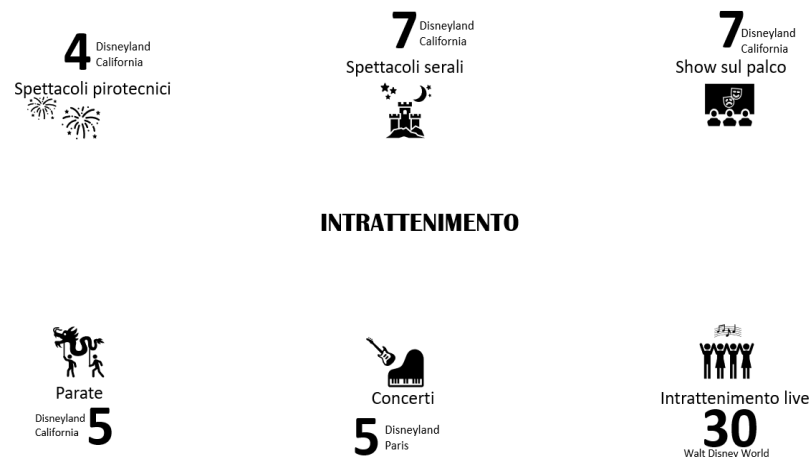 4 Disneyland
California
Spettacoli pirotecnici
7 Disneyland
California
Spettacoli serali
7 Disneyland
California
Show sul palco
INTRATTENIMENTO
Parate
Disneyland
California 5
Concerti
5 Disneyland
Paris
Intrattenimento live
30
Walt Disney World